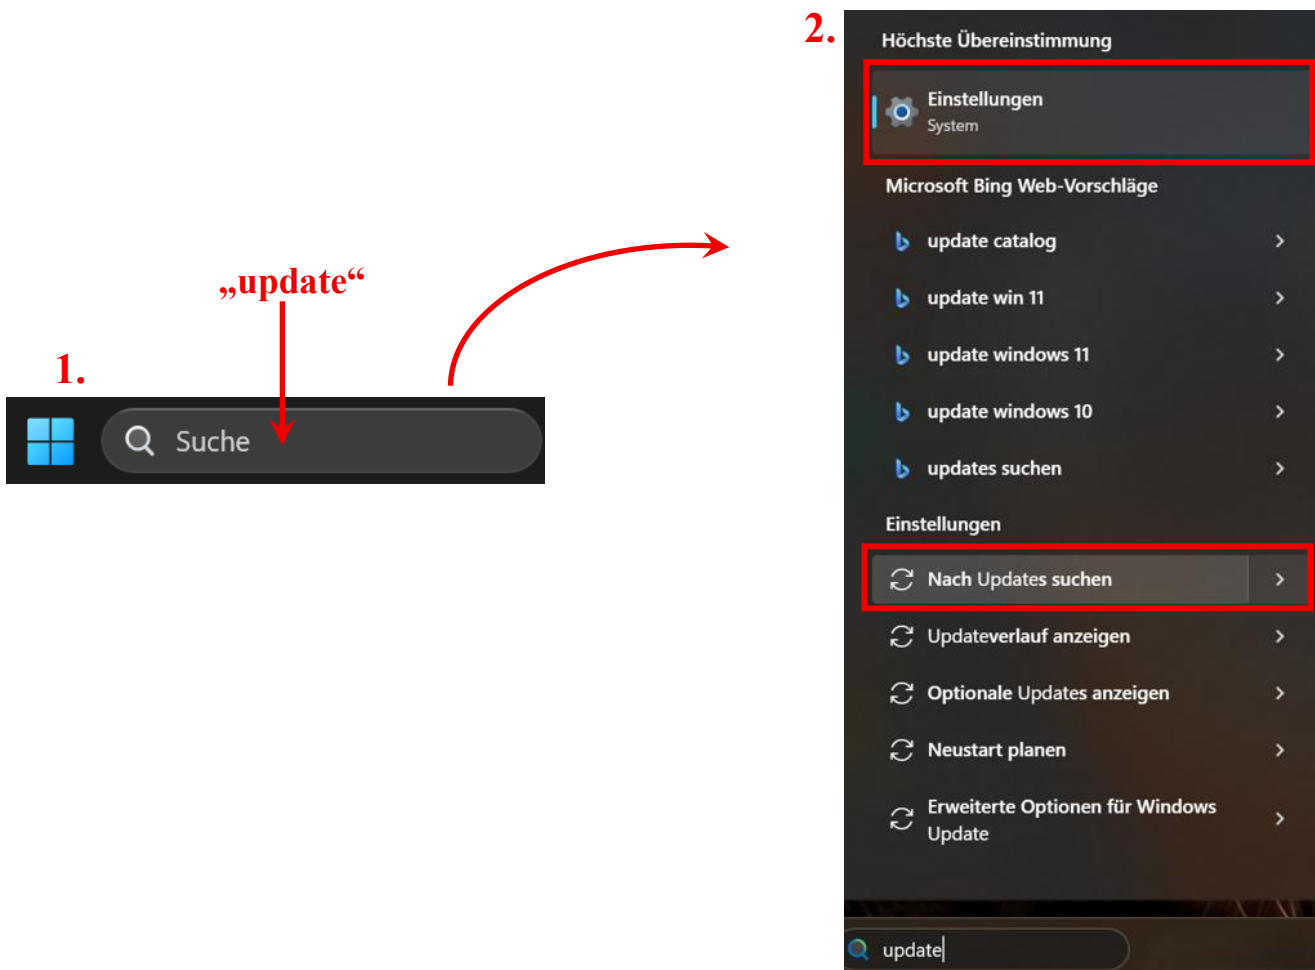 „update“
1.
Suche
2.
Höchste Übereinstimmung
Einstellungen
System
Microsoft Bing Web-Vorschläge
update catalog
update win 11
update windows 11
update windows 10
updates suchen
Einstellungen
Nach Updates suchen
Updateverlauf anzeigen
Optionale Updates anzeigen
Neustart planen
Erweiterte Optionen für Windows
Update
update